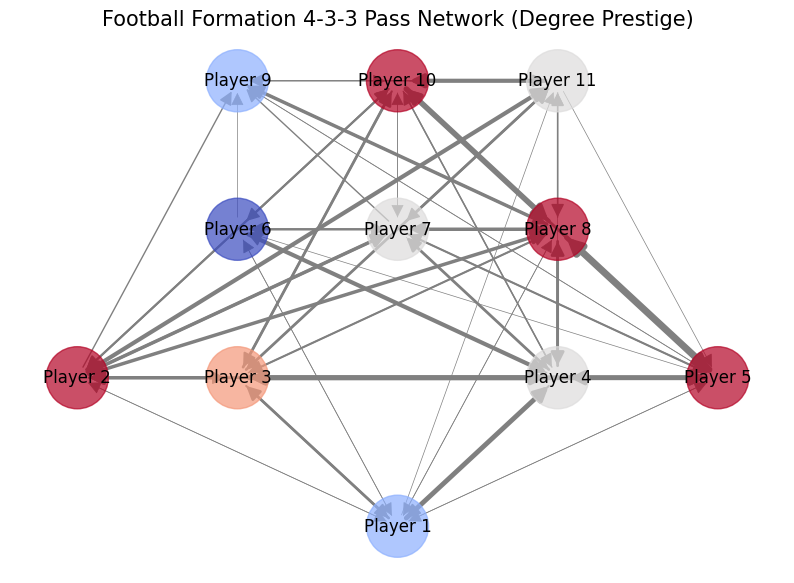 Football Formation 4-3-3 Pass Network (Degree Prestige)
Player 9
Player 10
Player 11
Player 6
Player 7
Player 8
Player 2
Player 3
Player 4
Player 5
Player 1